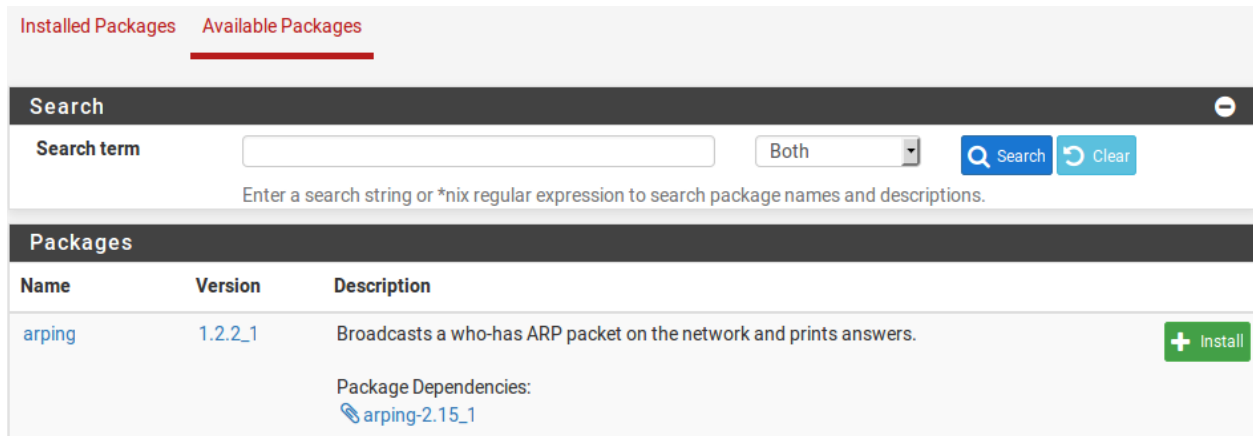 Installed Packages Available Packages
Search
Search term Both Search Clear
Enter a search string or *nix regular expression to search package names and descriptions.
Packages
Name Version Description
arping 1.2.2_1 Broadcasts a who-has ARP packet on the network and prints answers. Install
Package Dependencies:
arping-2.15_1